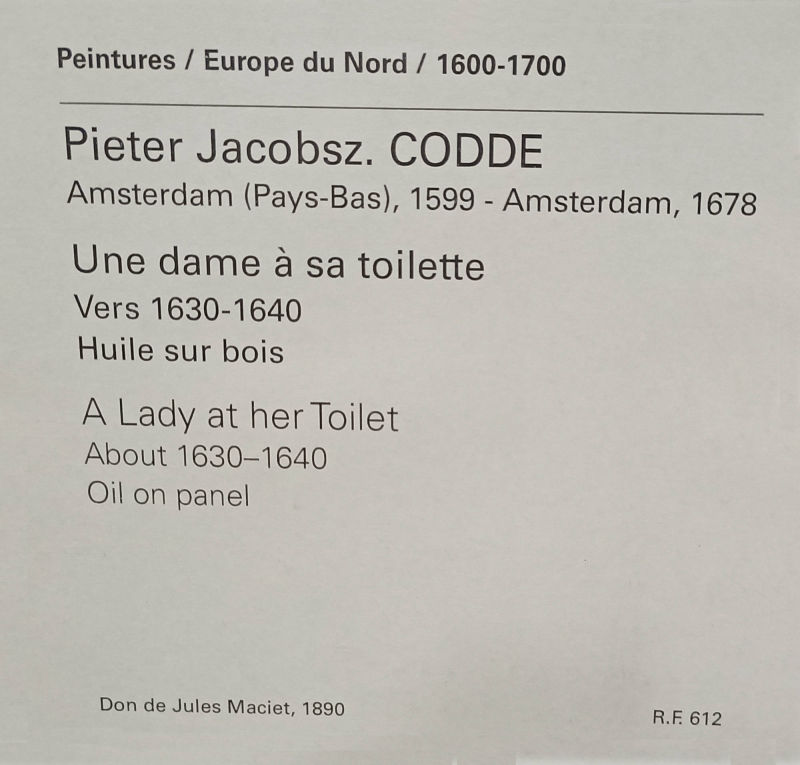 Peintures / Europe du Nord / 1600-1700
Pieter Jacobsz. CODDE
Amsterdam (Pays-Bas), 1599 - Amsterdam, 1678
Une dame à sa toilette
Vers 1630-1640
Huile sur bois
A Lady at her Toilet
About 1630–1640
Oil on panel
Don de Jules Maciet, 1890
R.F. 612